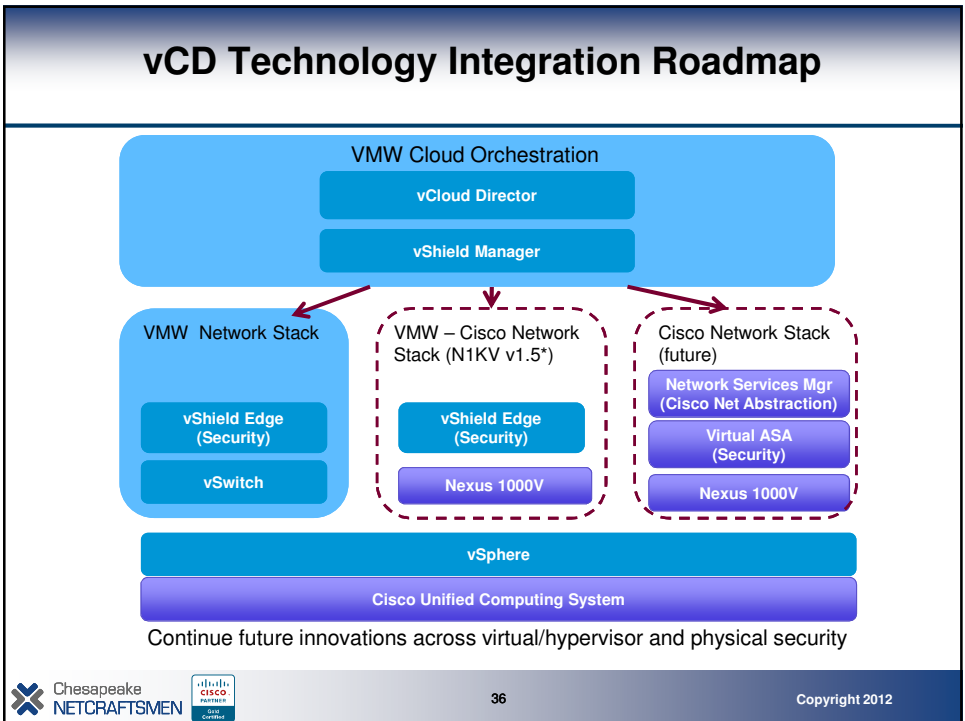 vCD Technology Integration Roadmap
VMW Cloud Orchestration
vCloud Director
vShield Manager
VMW Network Stack
vShield Edge
(Security)
vSwitch
VMW – Cisco Network
Stack (N1KV v1.5*)
vShield Edge
(Security)
Nexus 1000V
Cisco Network Stack
(future)
Network Services Mgr
(Cisco Net Abstraction)
Virtual ASA
(Security)
Nexus 1000V
vSphere
Cisco Unified Computing System
Continue future innovations across virtual/hypervisor and physical security
Chesapeake
NETCRAFTSMEN
CISCO
PARTNER
Gold
Certified
36
Copyright 2012